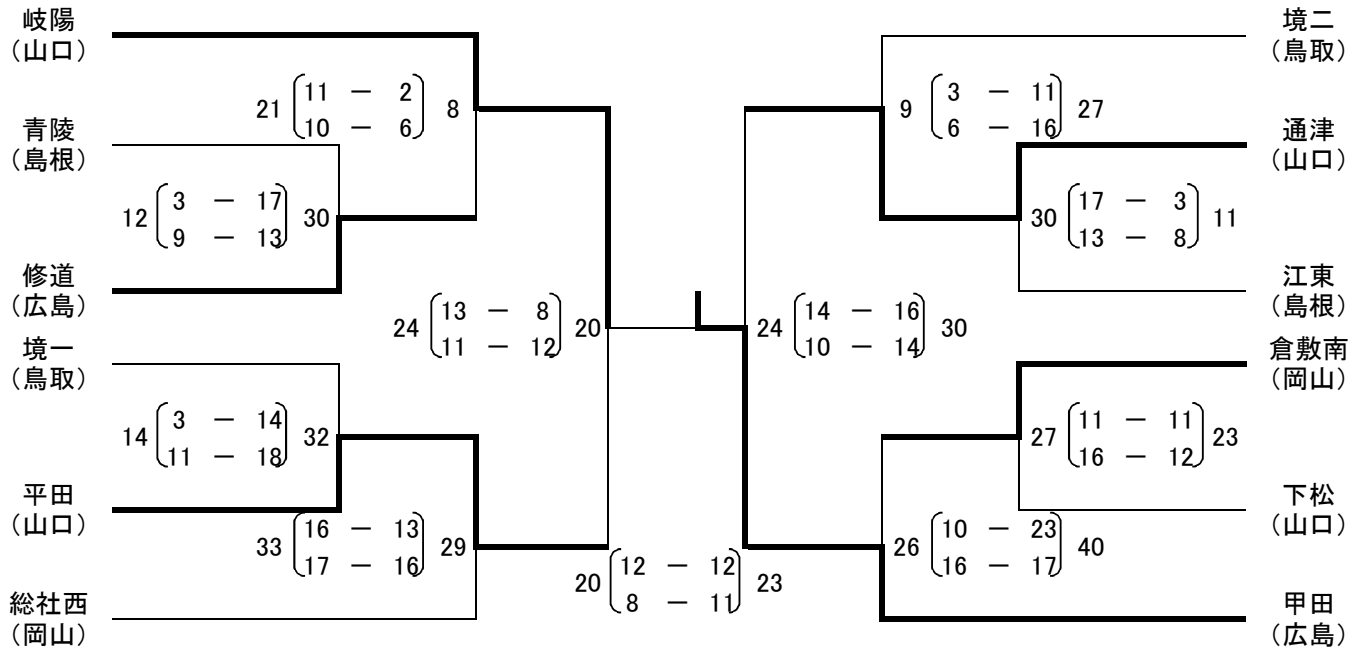 岐陽
（山口）
青陵
（島根）
修道
（広島）
境一
（鳥取）
平田
（山口）
総社西
（岡山）
21 11 － 2 8
10 － 6
12 3 － 17 30
9 － 13
24 13 － 8 20
11 － 12
14 3 － 14 32
11 － 18
33 16 － 13 29
17 － 16
20 12 － 12 23
8 － 11
9 3 － 11 27
6 － 16
30 17 － 3 11
13 － 8
24 14 － 16 30
10 － 14
27 11 － 11 23
16 － 12
26 10 － 23 40
16 － 17
境二
（鳥取）
通津
（山口）
江東
（島根）
倉敷南
（岡山）
下松
（山口）
甲田
（広島）